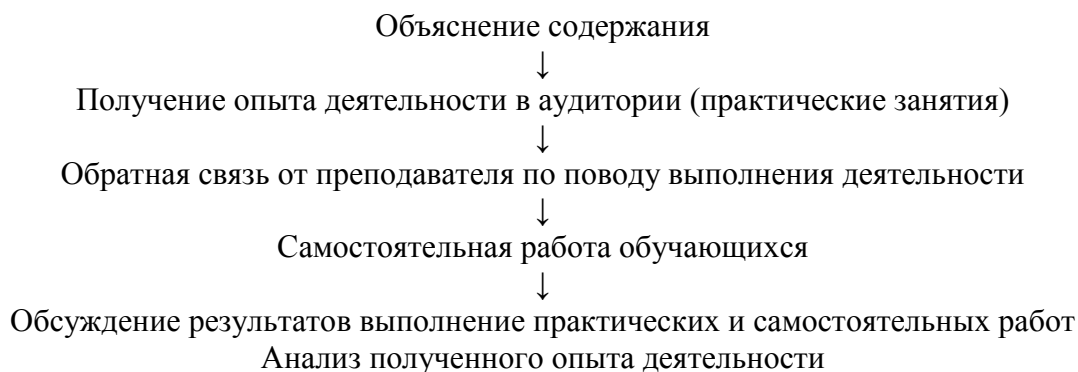 Объяснение содержания
↓
Получение опыта деятельности в аудитории (практические занятия)
↓
Обратная связь от преподавателя по поводу выполнения деятельности
↓
Самостоятельная работа обучающихся
↓
Обсуждение результатов выполнение практических и самостоятельных работ
Анализ полученного опыта деятельности